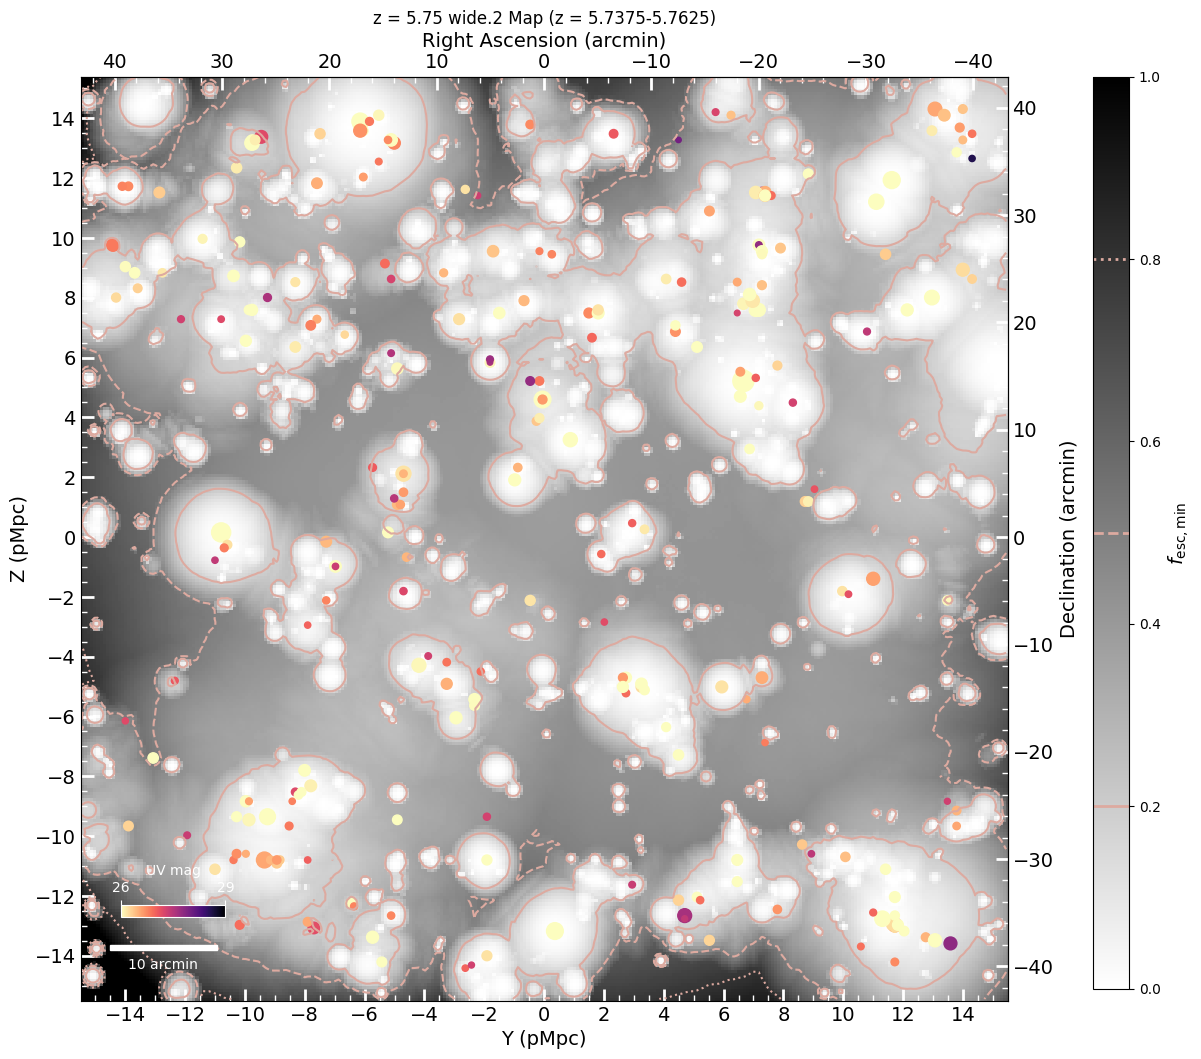 z = 5.75 wide.2 Map (z = 5.7375-5.7625)
Right Ascension (arcmin)
40 30 20 10 0 −10 −20 −30 −40
14 12 10 8 6 4 2 0 −2 −4 −6 −8 −10 −12 −14
Z (pMpc)
40 30 20 10 0 −10 −20 −30 −40
Declination (arcmin)
1.0 0.8 0.6 0.4 0.2 0.0
f_esc,min
UV mag
26 29
10 arcmin
−14 −12 −10 −8 −6 −4 −2 0 2 4 6 8 10 12 14
Y (pMpc)